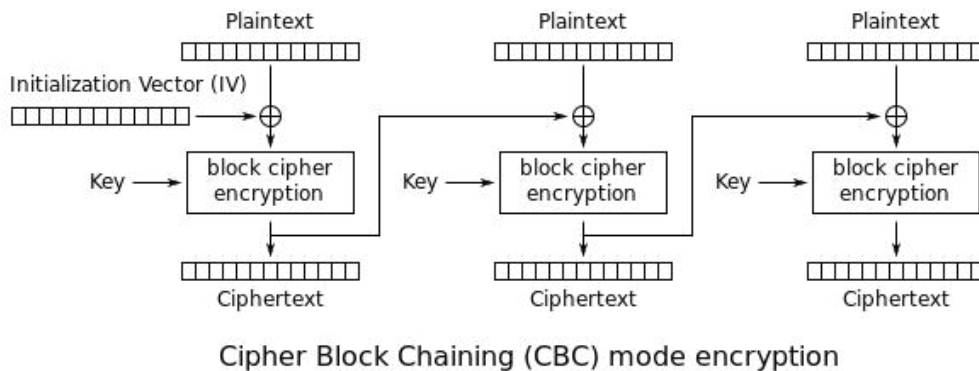 Plaintext
Plaintext
Plaintext
Initialization Vector (IV)
Key
block cipher
encryption
Key
block cipher
encryption
Key
block cipher
encryption
Ciphertext
Ciphertext
Ciphertext
Cipher Block Chaining (CBC) mode encryption